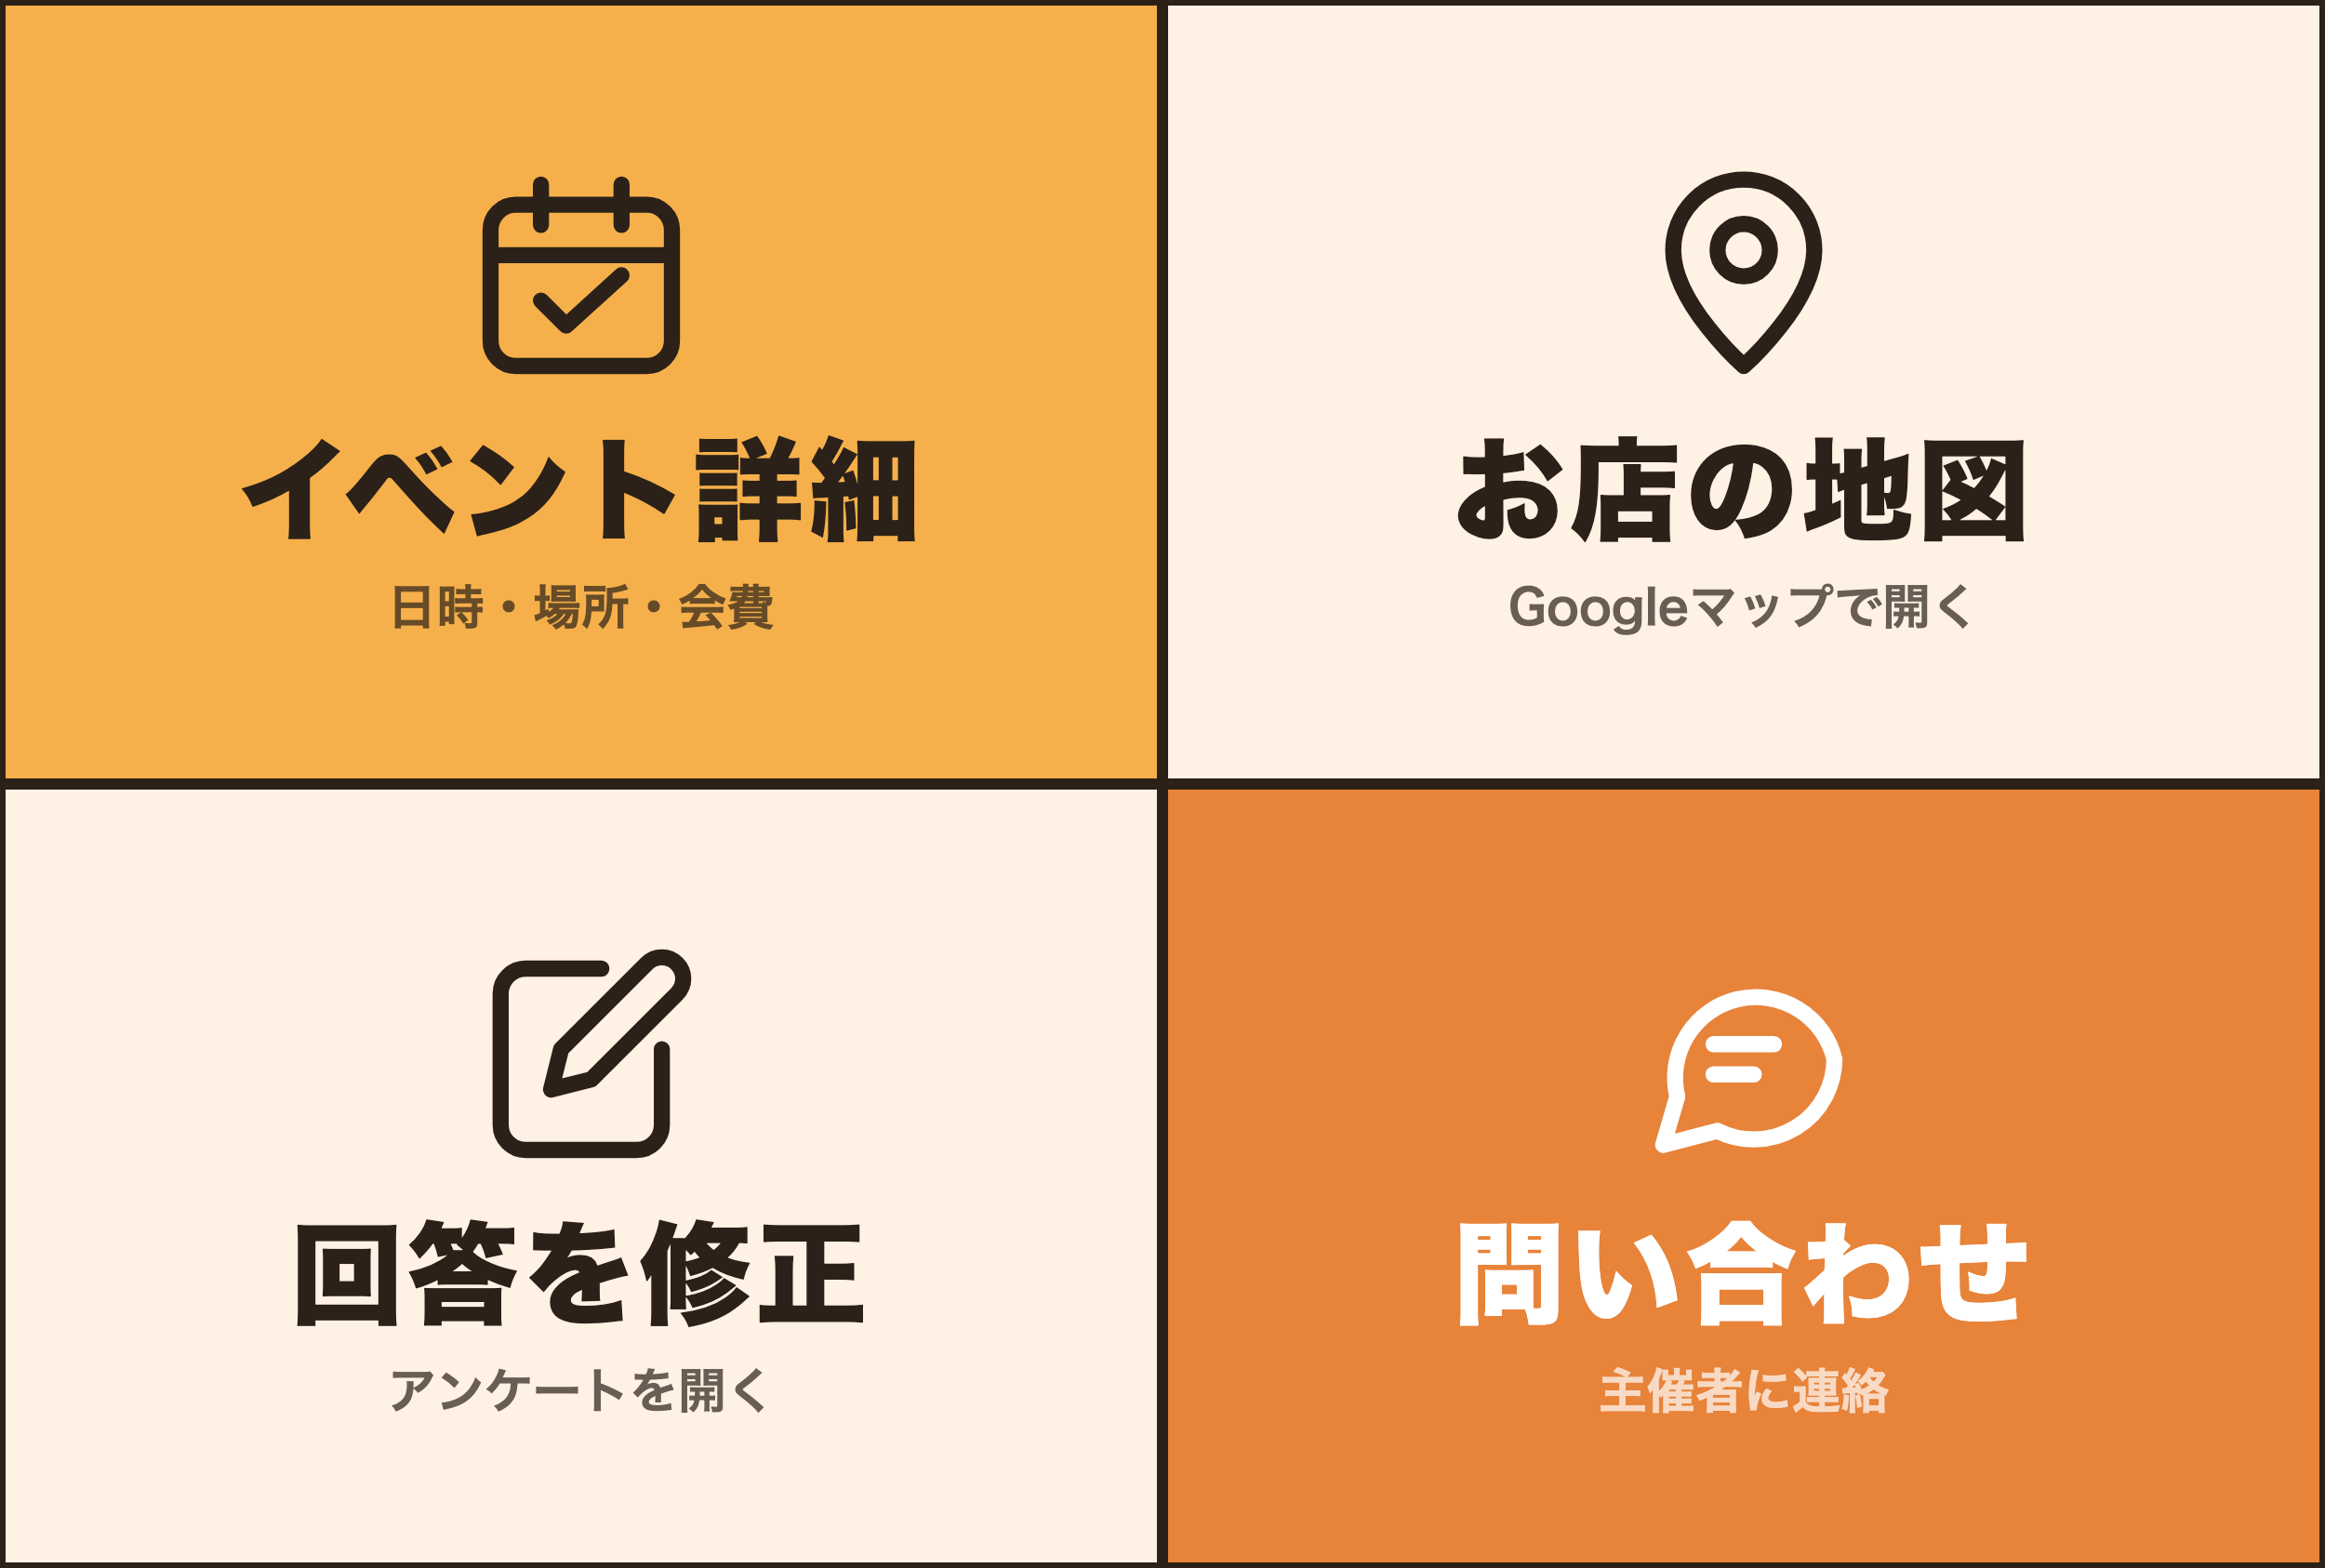 イベント詳細
日時・場所・会費
お店の地図
Googleマップで開く
回答を修正
アンケートを開く
問い合わせ
主催者に連絡